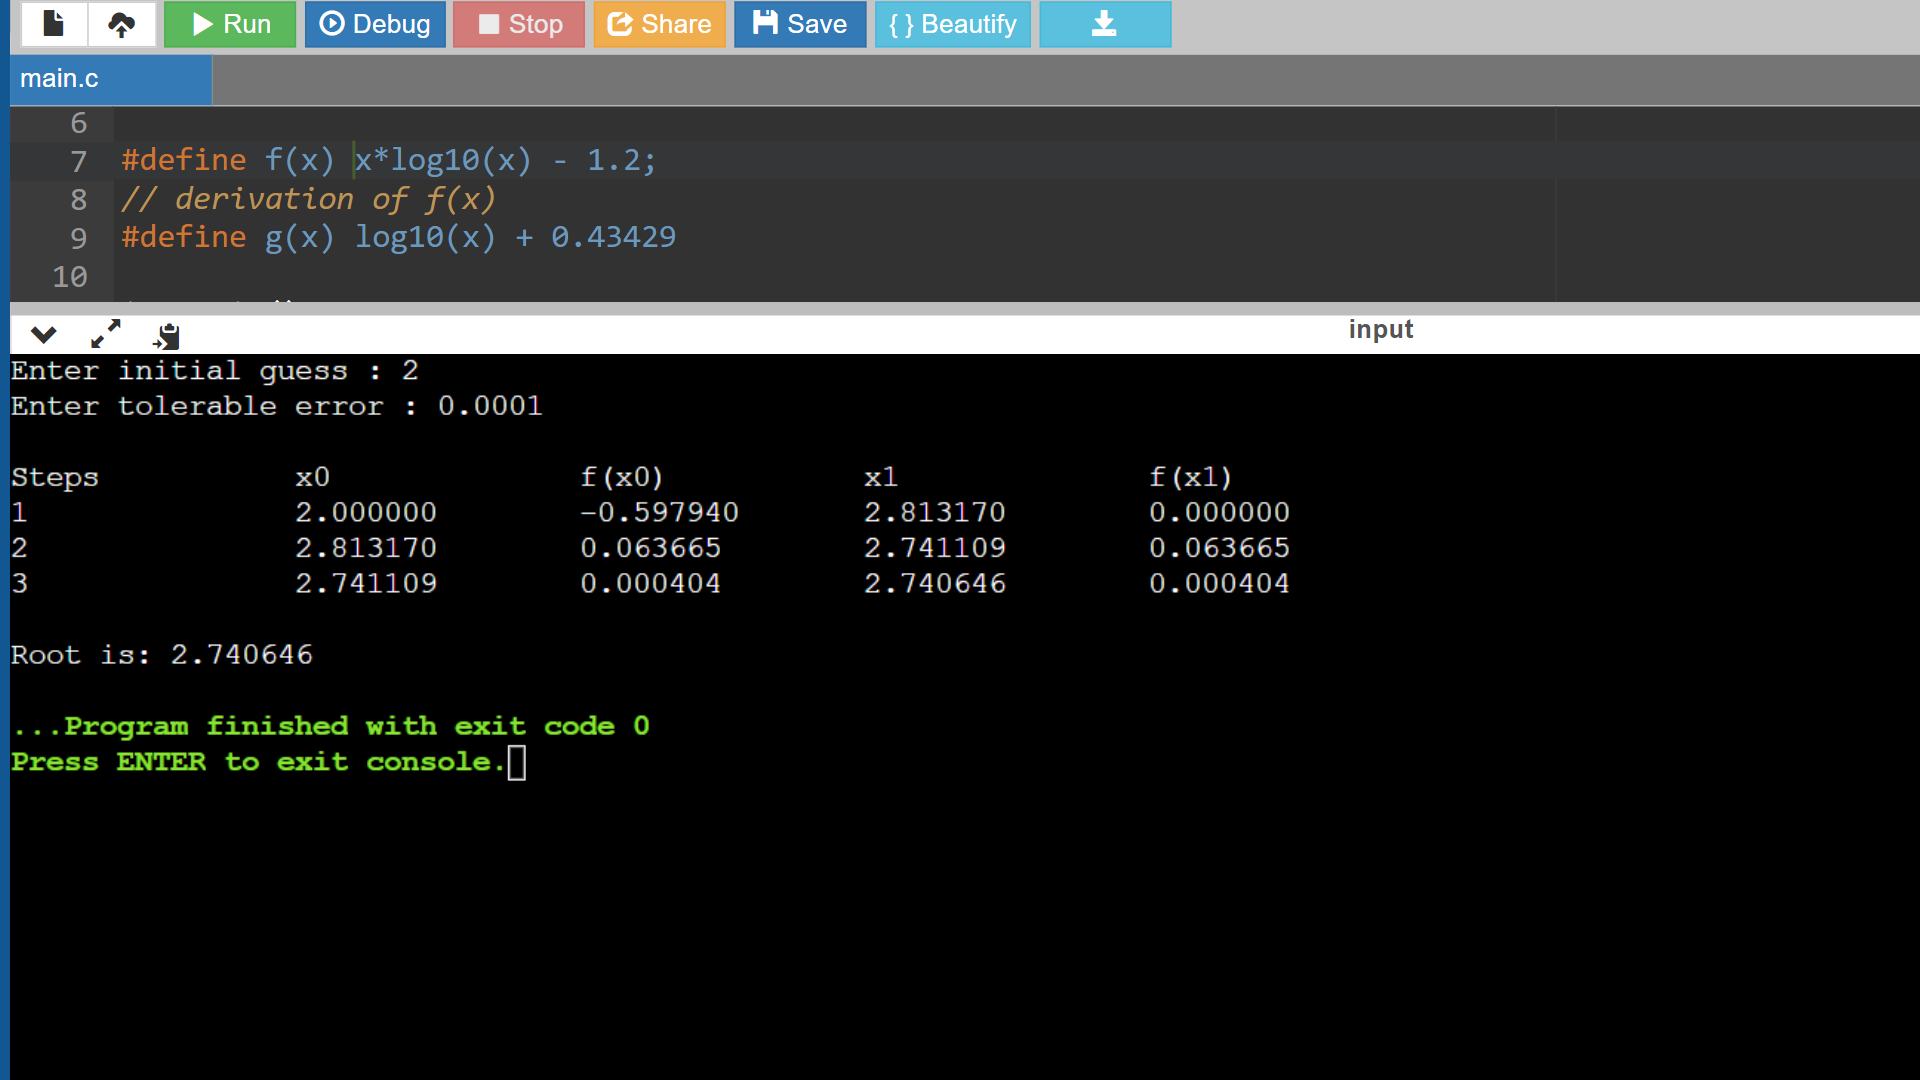 Run Debug Stop Share Save { } Beautify
main.c
6
7 #define f(x) x*log10(x) - 1.2;
8 // derivation of f(x)
9 #define g(x) log10(x) + 0.43429
10
input
Enter initial guess : 2
Enter tolerable error : 0.0001
Steps x0 f(x0) x1 f(x1)
1 2.000000 -0.597940 2.813170 0.000000
2 2.813170 0.063665 2.741109 0.063665
3 2.741109 0.000404 2.740646 0.000404
Root is: 2.740646
...Program finished with exit code 0
Press ENTER to exit console.